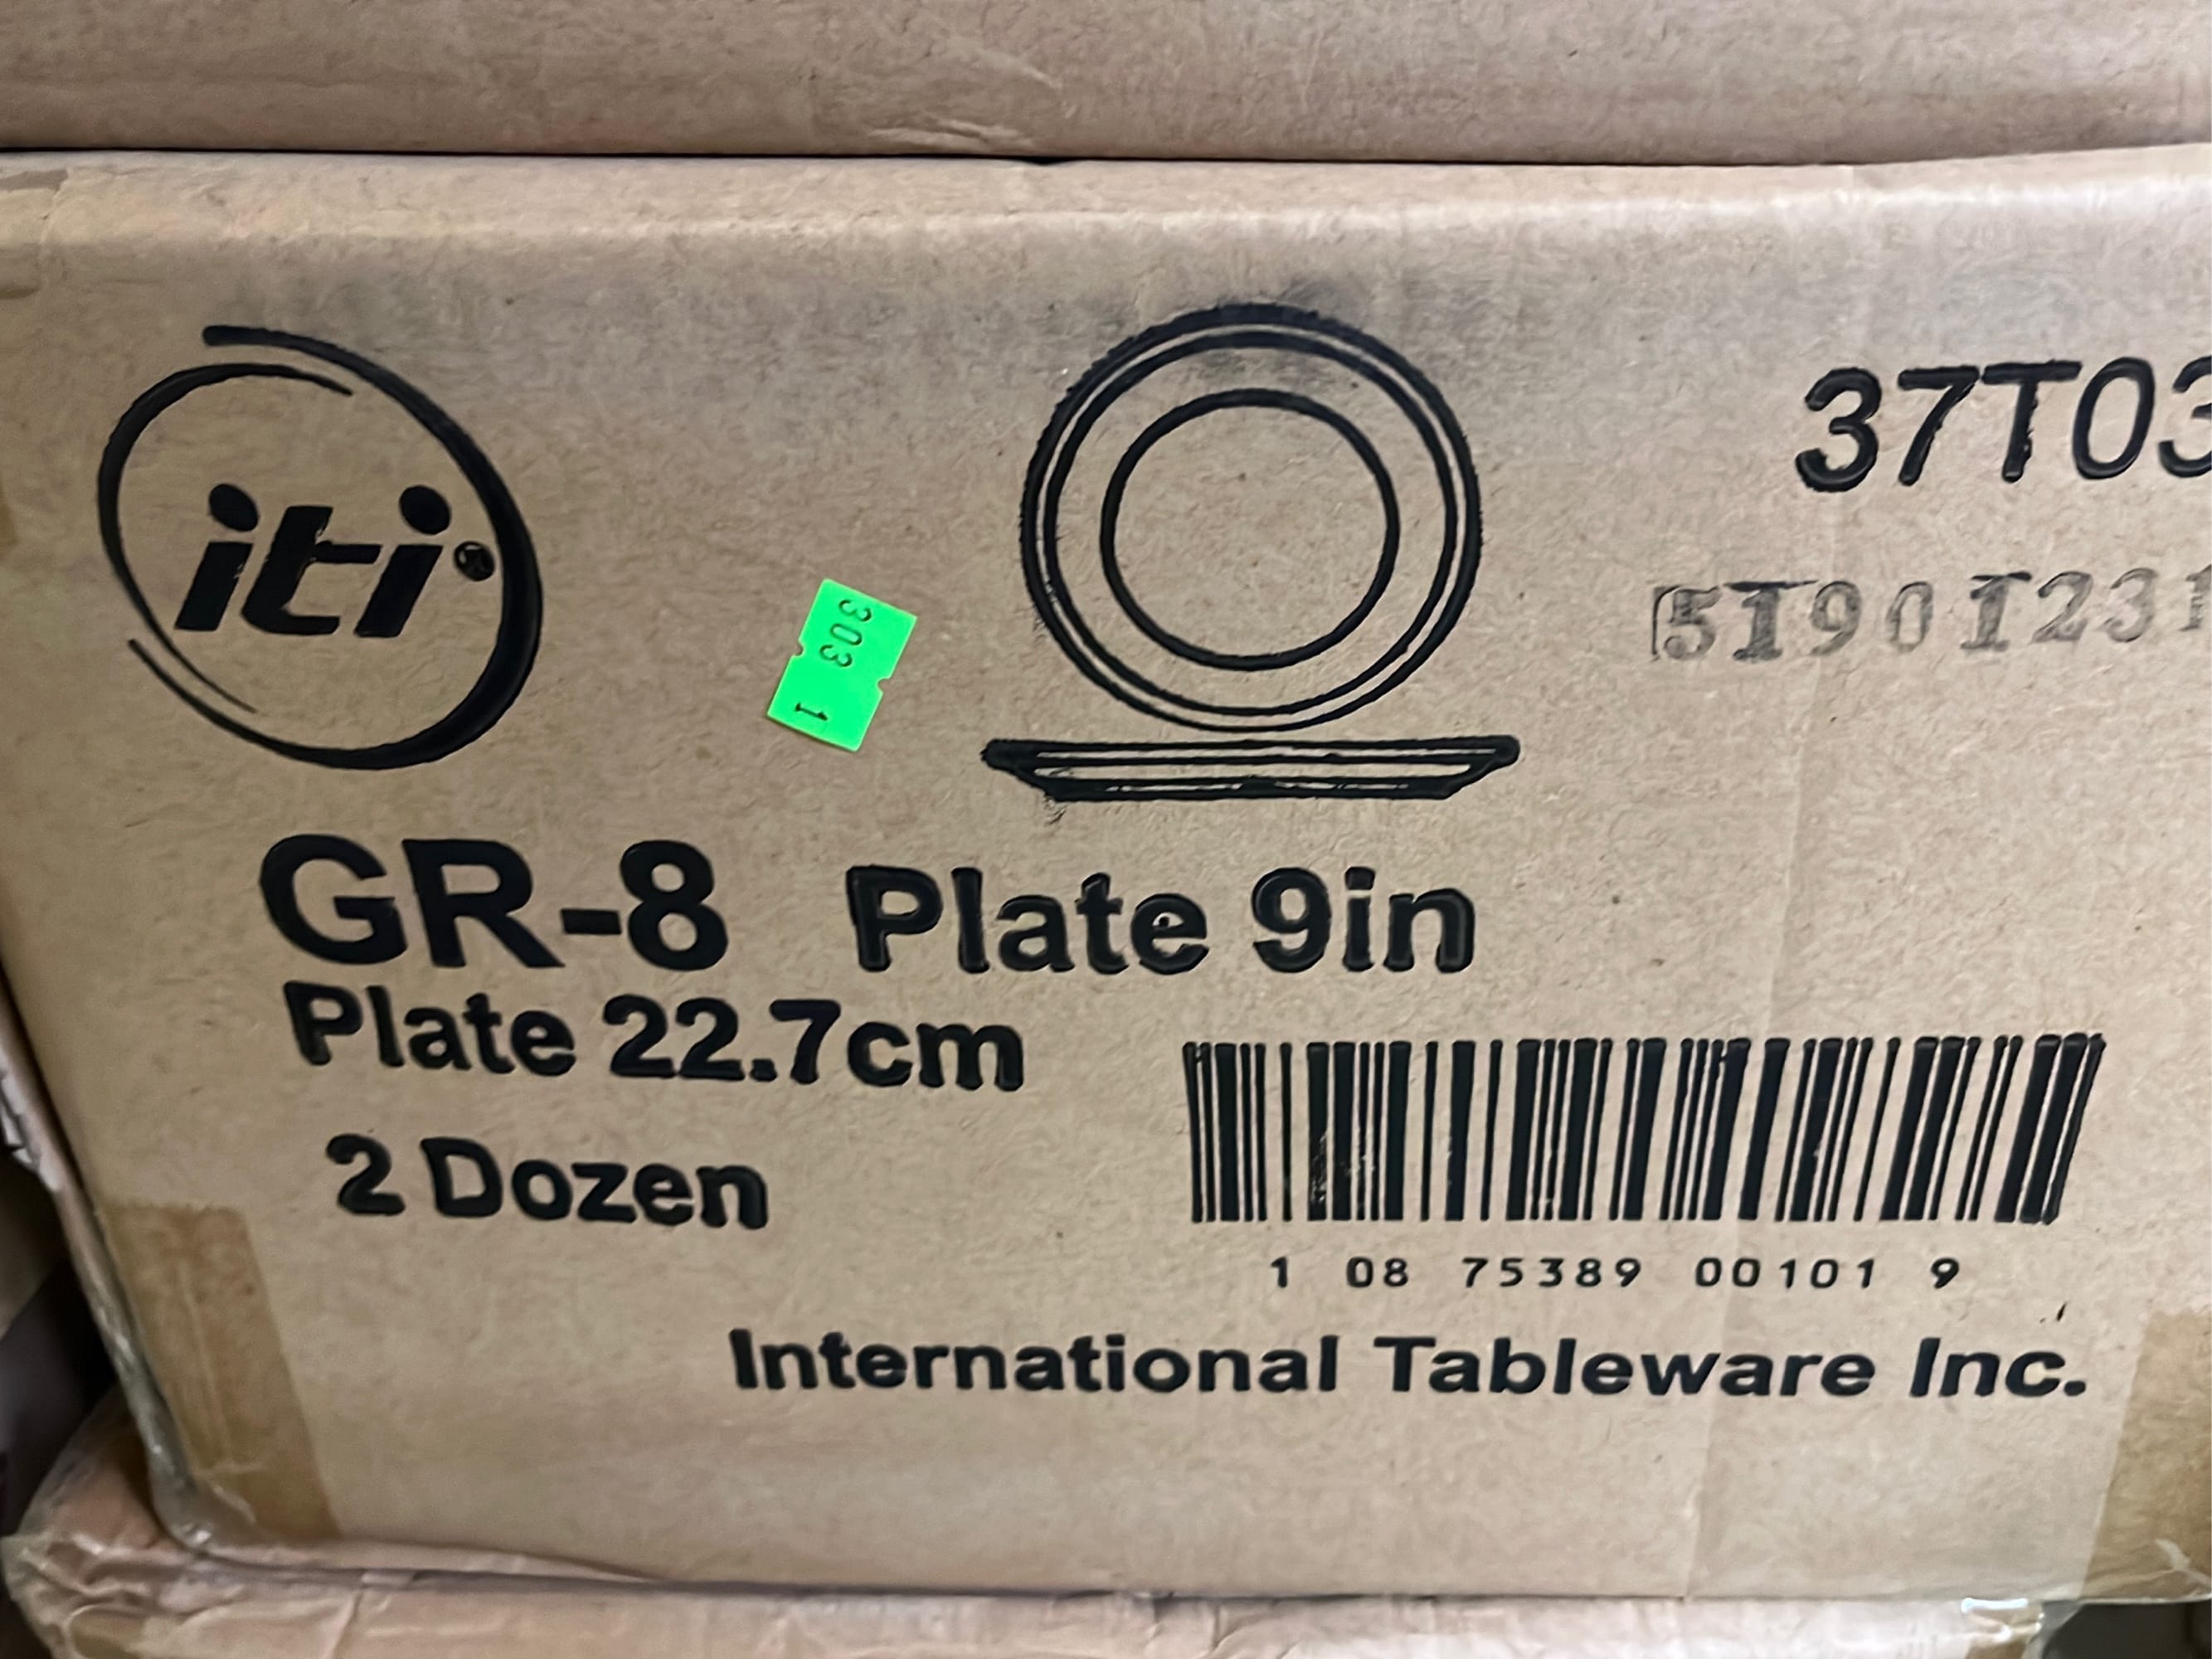 iti®
37T03
303
1
51901231
GR-8 Plate 9in
Plate 22.7cm
2 Dozen
1 08 75389 00101 9
International Tableware Inc.